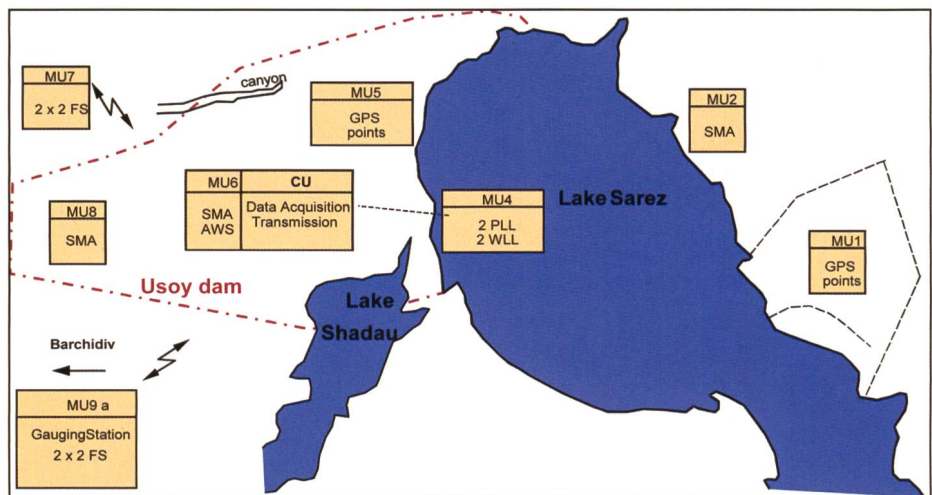 MU7
2 x 2 FS
canyon
MU5
GPS
points
MU2
SMA
MU6 CU
SMA Data Acquisition
AWS Transmission
MU4
2 PLL
2 WLL
Lake Sarez
MU8
SMA
MU1
GPS
points
Usoy dam
Lake
Shadau
Barchidiv
MU9 a
GaugingStation
2 x 2 FS